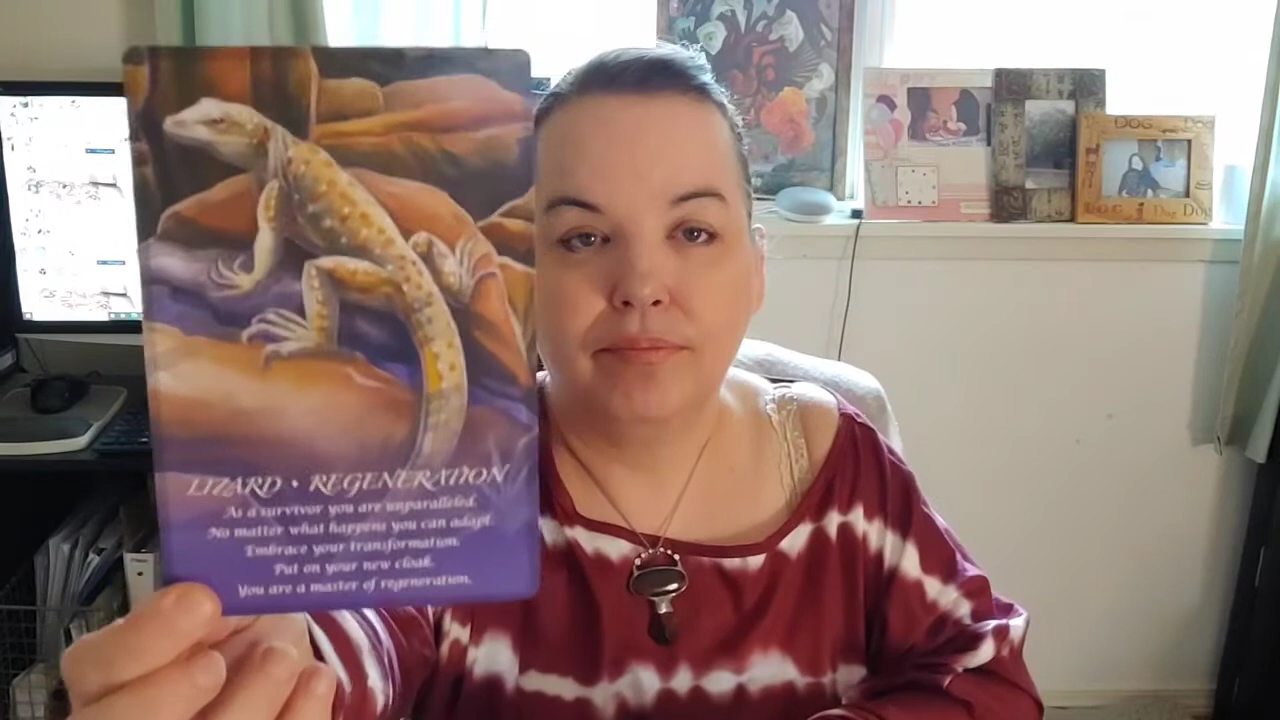 LIZARD • REGENERATION
As a survivor you are unparalleled.
No matter what happens you can adapt.
Embrace your transformation.
Put on your new cloak.
You are a master of regeneration.
DOG
Dog Dog